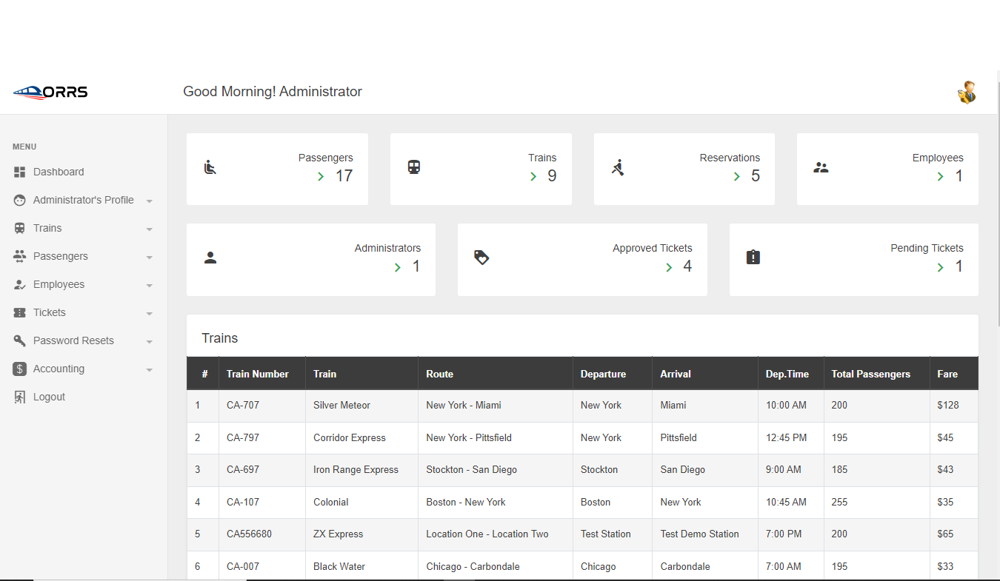 ORRS
Good Morning! Administrator
MENU
Dashboard
Administrator's Profile
Trains
Passengers
Employees
Tickets
Password Resets
$ Accounting
Logout
Passengers
17
Trains
9
Reservations
5
Employees
1
Administrators
1
Approved Tickets
4
Pending Tickets
1
Trains
# Train Number Train Route Departure Arrival Dep.Time Total Passengers Fare
1 CA-707 Silver Meteor New York - Miami New York Miami 10:00 AM 200 $128
2 CA-797 Corridor Express New York - Pittsfield New York Pittsfield 12:45 PM 195 $45
3 CA-697 Iron Range Express Stockton - San Diego Stockton San Diego 9:00 AM 185 $43
4 CA-107 Colonial Boston - New York Boston New York 10:45 AM 255 $35
5 CA556680 ZX Express Location One - Location Two Test Station Test Demo Station 7:00 PM 200 $65
6 CA-007 Black Water Chicago - Carbondale Chicago Carbondale 7:00 AM 195 $33